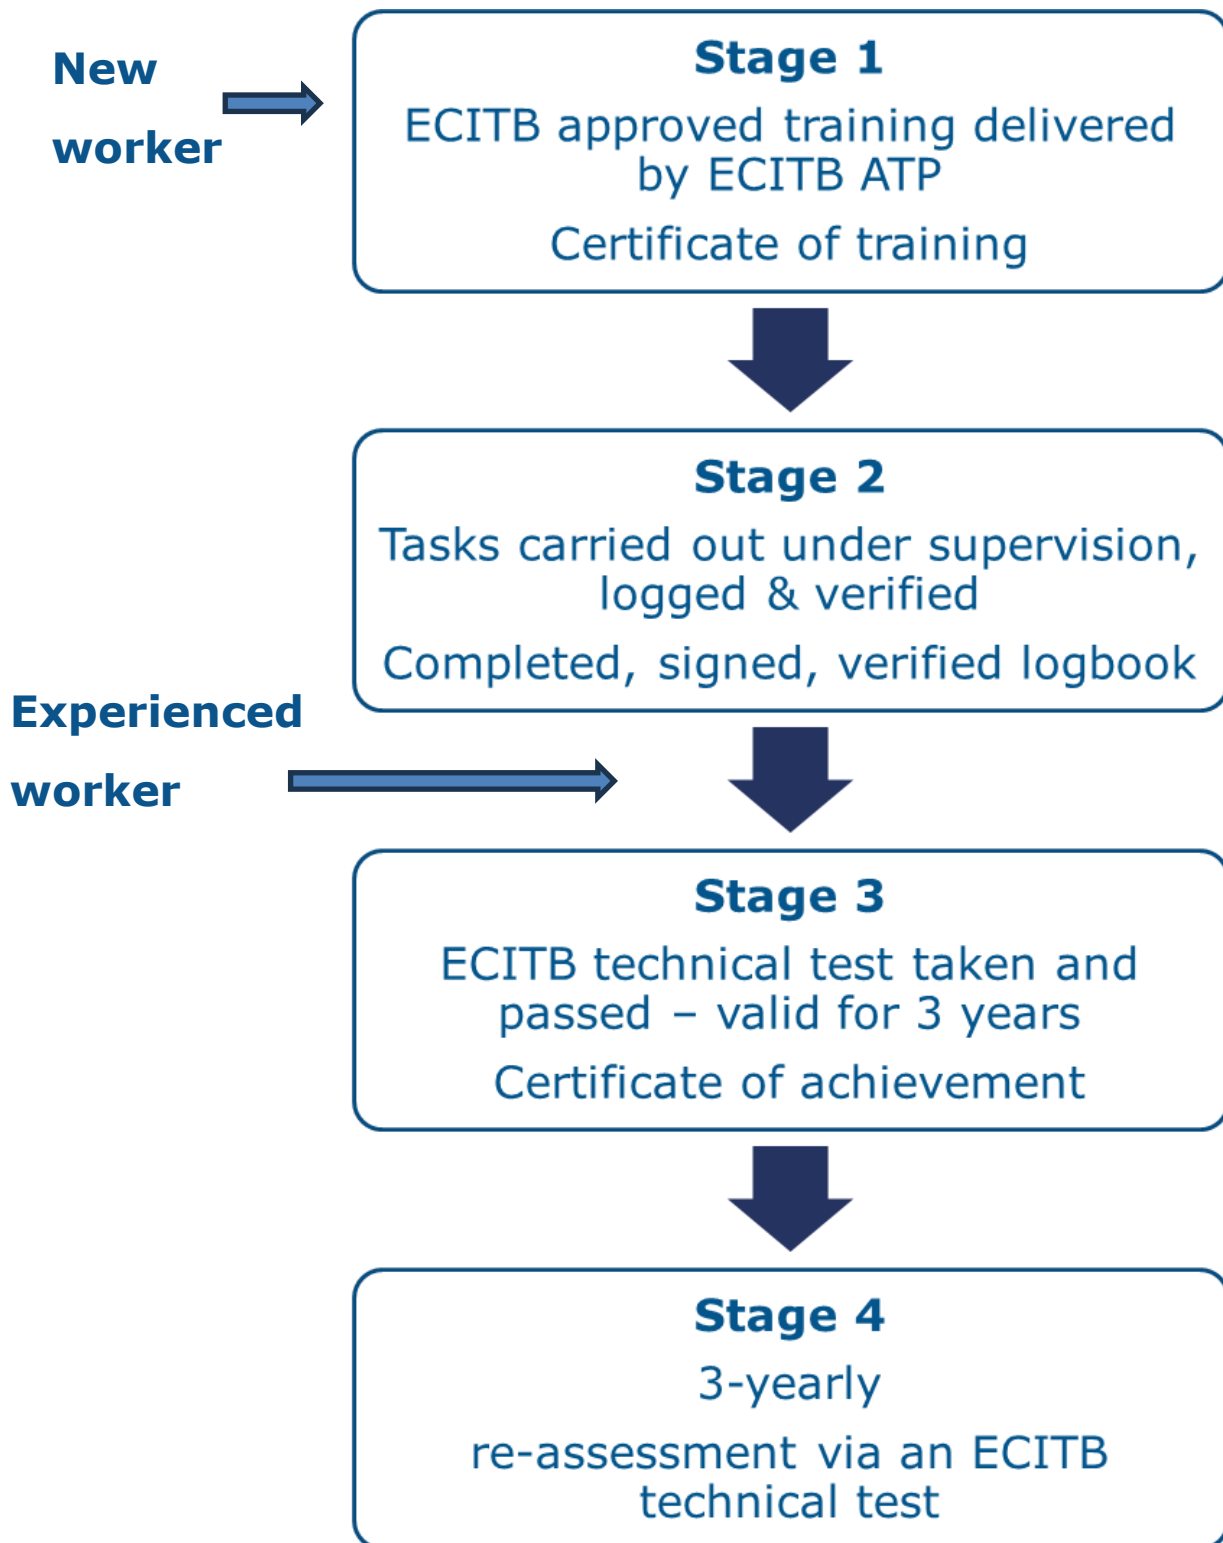 New
worker
Stage 1
ECITB approved training delivered
by ECITB ATP
Certificate of training
Stage 2
Tasks carried out under supervision,
logged & verified
Completed, signed, verified logbook
Experienced
worker
Stage 3
ECITB technical test taken and
passed – valid for 3 years
Certificate of achievement
Stage 4
3-yearly
re-assessment via an ECITB
technical test